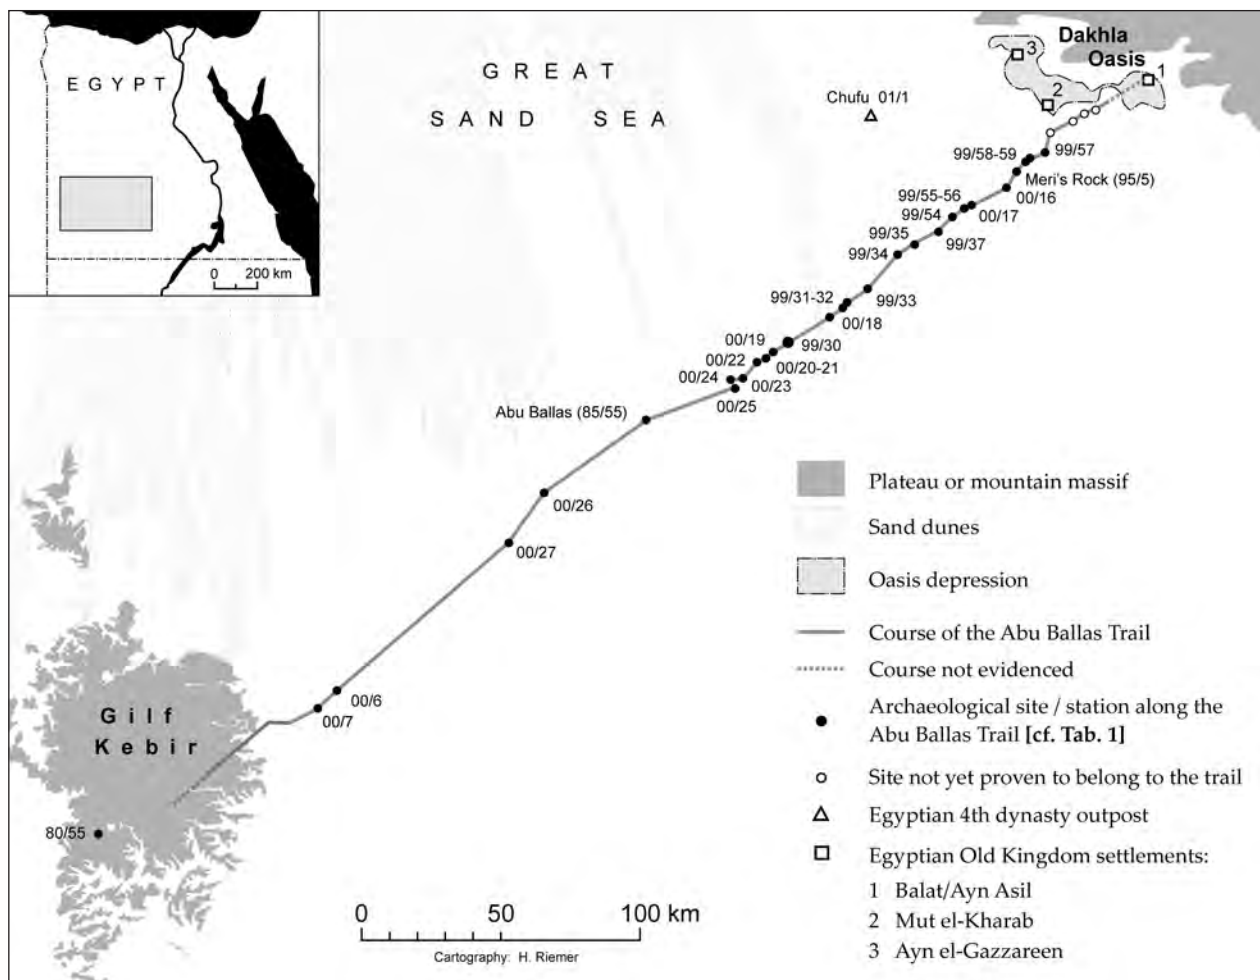 E G Y P T
0 200 km
G R E A T
S A N D S E A
Dakhla
Oasis
3
1
2
Chufu 01/1
99/57
99/58-59
Meri's Rock (95/5)
00/16
99/55-56
00/17
99/54
99/35
99/37
99/34
99/33
99/31-32
00/18
00/19
99/30
00/22
00/20-21
00/24
00/23
00/25
Abu Ballas (85/55)
00/26
00/27
00/6
00/7
G i l f
K e b i r
80/55
Plateau or mountain massif
Sand dunes
Oasis depression
Course of the Abu Ballas Trail
Course not evidenced
Archaeological site / station along the
Abu Ballas Trail [cf. Tab. 1]
Site not yet proven to belong to the trail
Egyptian 4th dynasty outpost
Egyptian Old Kingdom settlements:
1 Balat/Ayn Asil
2 Mut el-Kharab
3 Ayn el-Gazzareen
0 50 100 km
Cartography: H. Riemer